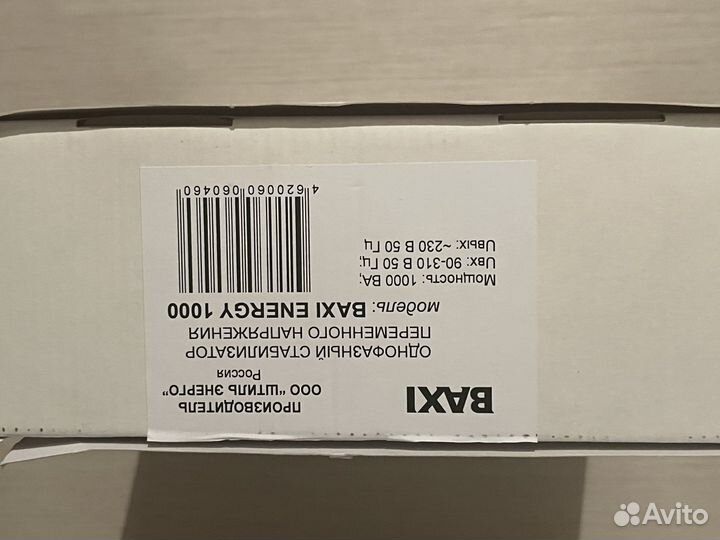 BAXI
ПРОИЗВОДИТЕЛЬ
ООО "ШТИЛЬ ЭНЕРГО"
Россия
ОДНОФАЗНЫЙ СТАБИЛИЗАТОР
ПЕРЕМЕННОГО НАПРЯЖЕНИЯ
модель: BAXI ENERGY 1000
Мощность: 1000 ВА;
Uвх: 90-310 В 50 Гц;
Uвых: ~230 В 50 Гц
4 620060 060460
Avito